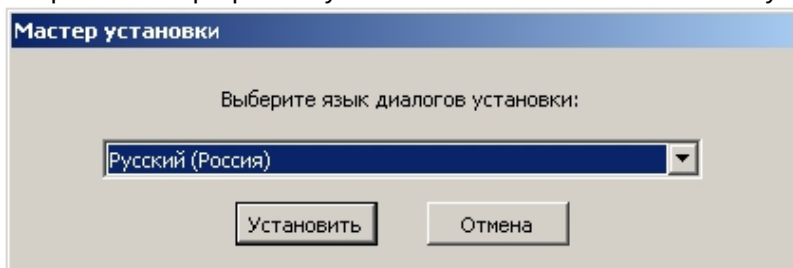 Мастер установки
Выберите язык диалогов установки:
Русский (Россия)
Установить
Отмена